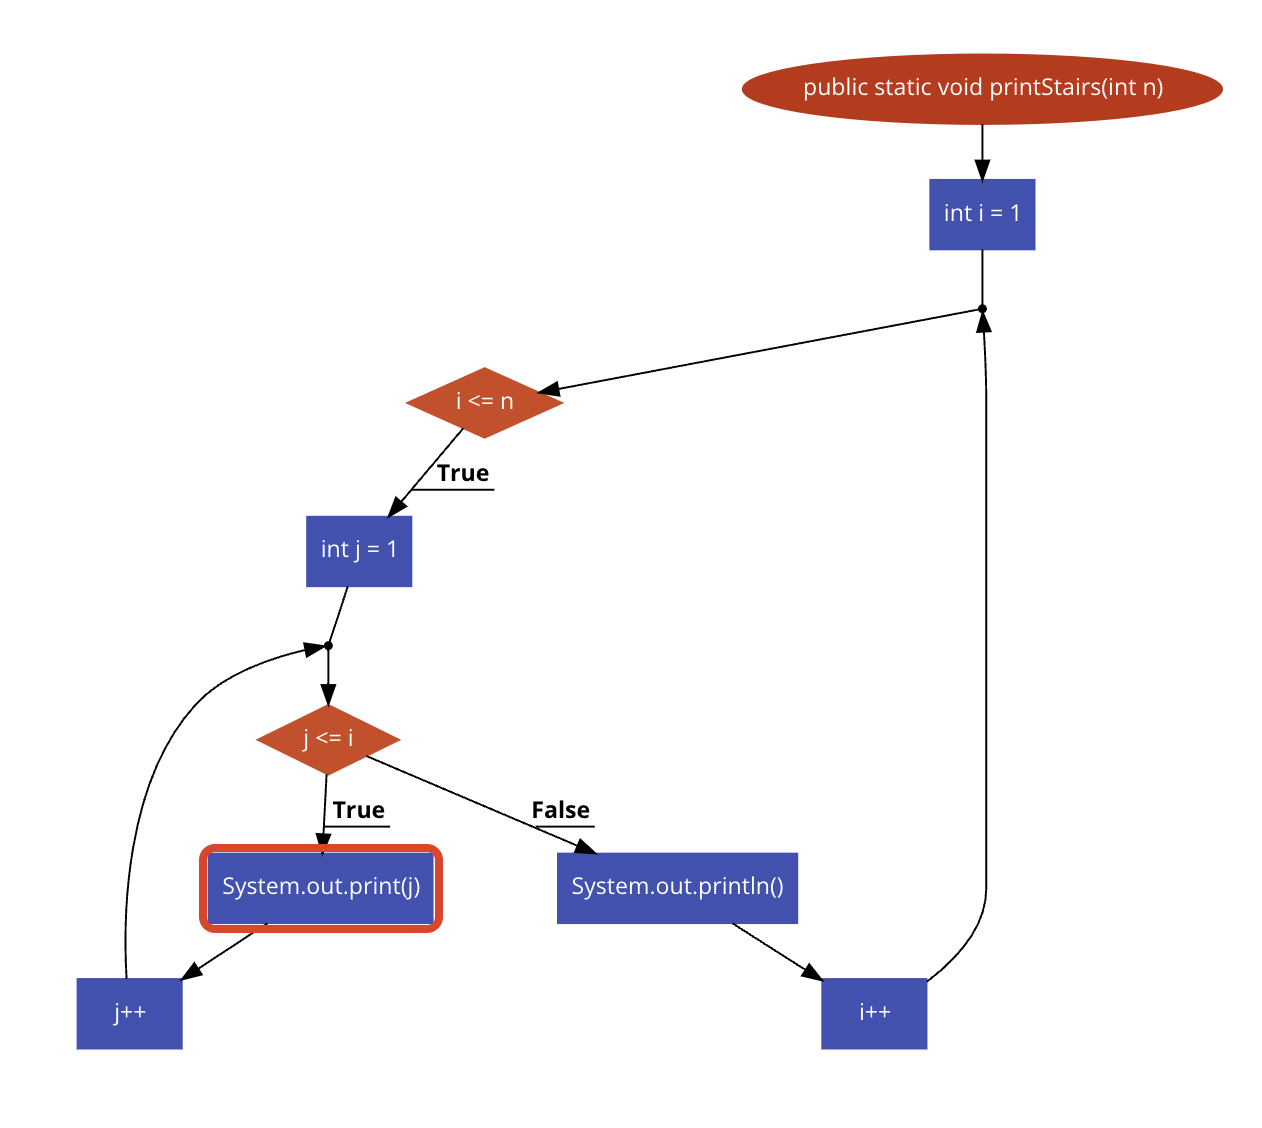 public static void printStairs(int n)
int i = 1
i <= n
True
int j = 1
j <= i
True
False
System.out.print(j)
System.out.println()
j++
i++